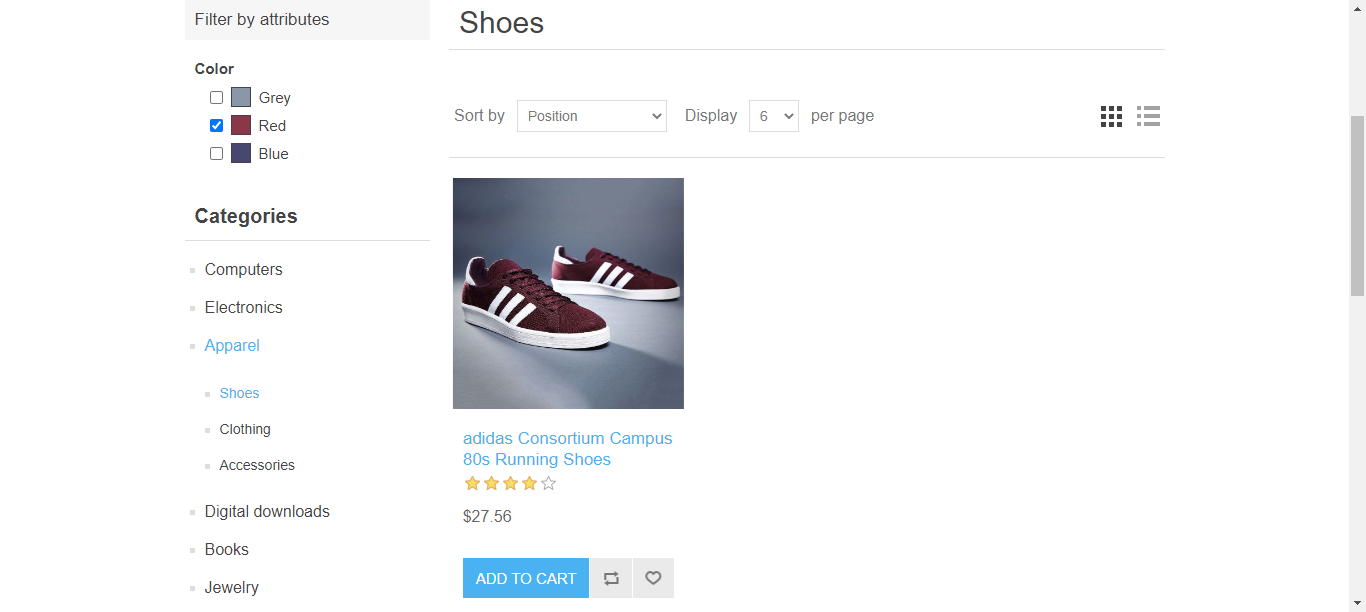 Filter by attributes
Color
Grey
Red
Blue
Categories
Computers
Electronics
Apparel
Shoes
Clothing
Accessories
Digital downloads
Books
Jewelry
Shoes
Sort by Position Display 6 per page
adidas Consortium Campus
80s Running Shoes
$27.56
ADD TO CART